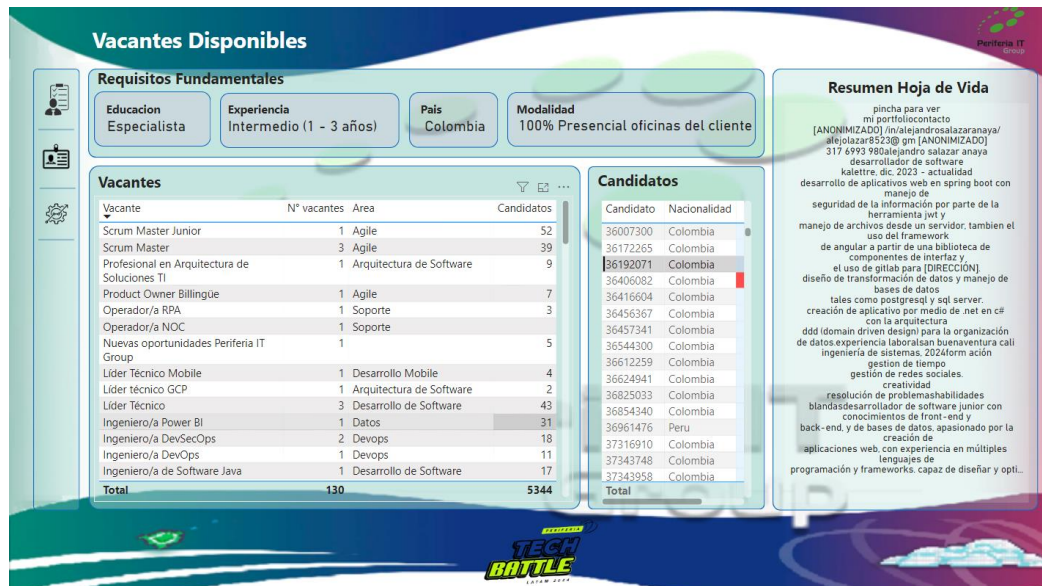 Vacantes Disponibles
Periferia IT
Group
Requisitos Fundamentales
Educacion
Especialista
Experiencia
Intermedio (1 - 3 años)
Pais
Colombia
Modalidad
100% Presencial oficinas del cliente
Vacantes
Vacante N° vacantes Area Candidatos
Scrum Master Junior 1 Agile 52
Scrum Master 3 Agile 39
Profesional en Arquitectura de 1 Arquitectura de Software 9
Soluciones TI
Product Owner Billingüe 1 Agile 7
Operador/a RPA 1 Soporte 3
Operador/a NOC 1 Soporte
Nuevas oportunidades Periferia IT 1 5
Group
Líder Técnico Mobile 1 Desarrollo Mobile 4
Líder técnico GCP 1 Arquitectura de Software 2
Líder Técnico 3 Desarrollo de Software 43
Ingeniero/a Power BI 1 Datos 31
Ingeniero/a DevSecOps 2 Devops 18
Ingeniero/a DevOps 1 Devops 11
Ingeniero/a de Software Java 1 Desarrollo de Software 17
Total 130 5344
Candidatos
Candidato Nacionalidad
36007300 Colombia
36172265 Colombia
36192071 Colombia
36406082 Colombia
36416604 Colombia
36456367 Colombia
36457341 Colombia
36544300 Colombia
36612259 Colombia
36624941 Colombia
36825033 Colombia
36854340 Colombia
36961476 Peru
37316910 Colombia
37343748 Colombia
37343958 Colombia
Total
Resumen Hoja de Vida
pincha para ver
mi portfoliocontacto
[ANONIMIZADO] /in/alejandrosalazaranaya/
alejolazar8523@ gm [ANONIMIZADO]
317 6993 980alejandro salazar anaya
desarrollador de software
kalettre, dic, 2023 - actualidad
desarrollo de aplicativos web en spring boot con
manejo de
seguridad de la información por parte de la
herramienta jwt y
manejo de archivos desde un servidor, tambien el
uso del framework
de angular a partir de una biblioteca de
componentes de interfaz y
el uso de gitlab para [DIRECCIÓN].
diseño de transformación de datos y manejo de
bases de datos
tales como postgresql y sql server.
creación de aplicativo por medio de .net en c#
con la arquitectura
ddd (domain driven design) para la organización
de datos.experiencia laboralsan buenaventura cali
ingeniería de sistemas, 2024form ación
gestion de tiempo
gestión de redes sociales.
creatividad
resolución de problemashabilidades
blandasdesarrollador de software junior con
conocimientos de front-end y
back-end, y de bases de datos, apasionado por la
creación de
aplicaciones web, con experiencia en múltiples
lenguajes de
programación y frameworks. capaz de diseñar y opti...
PERIFERIA
TECH
BATTLE
LATAM 2024